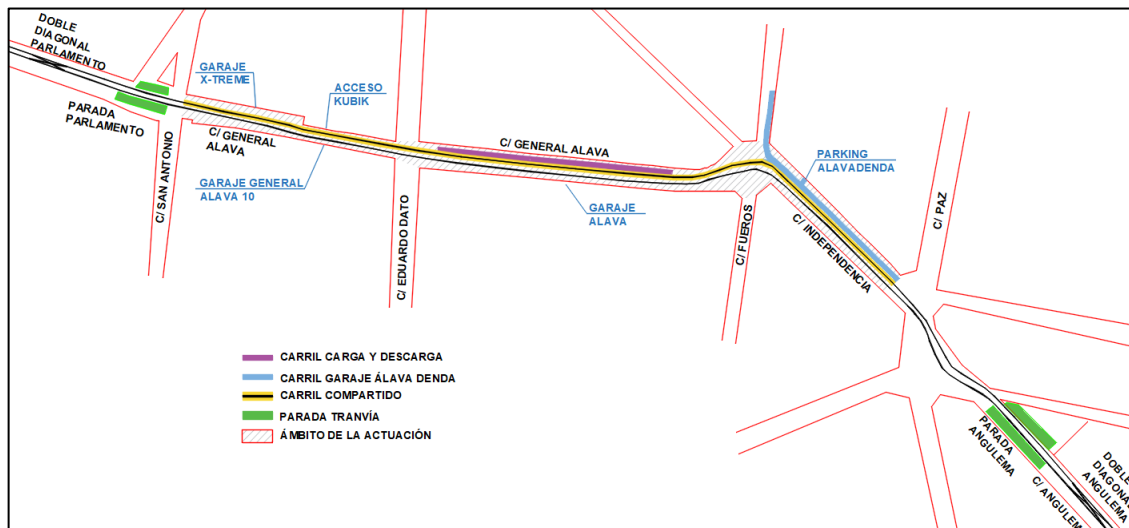 DOBLE
DIAGONAL
PARLAMENTO
PARADA
PARLAMENTO
GARAJE
X-TREME
C/ GENERAL
ALAVA
C/ SAN ANTONIO
GARAJE GENERAL
ALAVA 10
ACCESO
KUBIK
C/ EDUARDO DATO
C/ GENERAL ALAVA
GARAJE
ALAVA
C/ FUEROS
PARKING
ALAVADENDA
C/ INDEPENDENCIA
C/ PAZ
CARRIL CARGA Y DESCARGA
CARRIL GARAJE ÁLAVA DENDA
CARRIL COMPARTIDO
PARADA TRANVÍA
ÁMBITO DE LA ACTUACIÓN
PARADA
ANGULEMA
C/ ANGULEMA
DOBLE
DIAGONAL
ANGULEMA